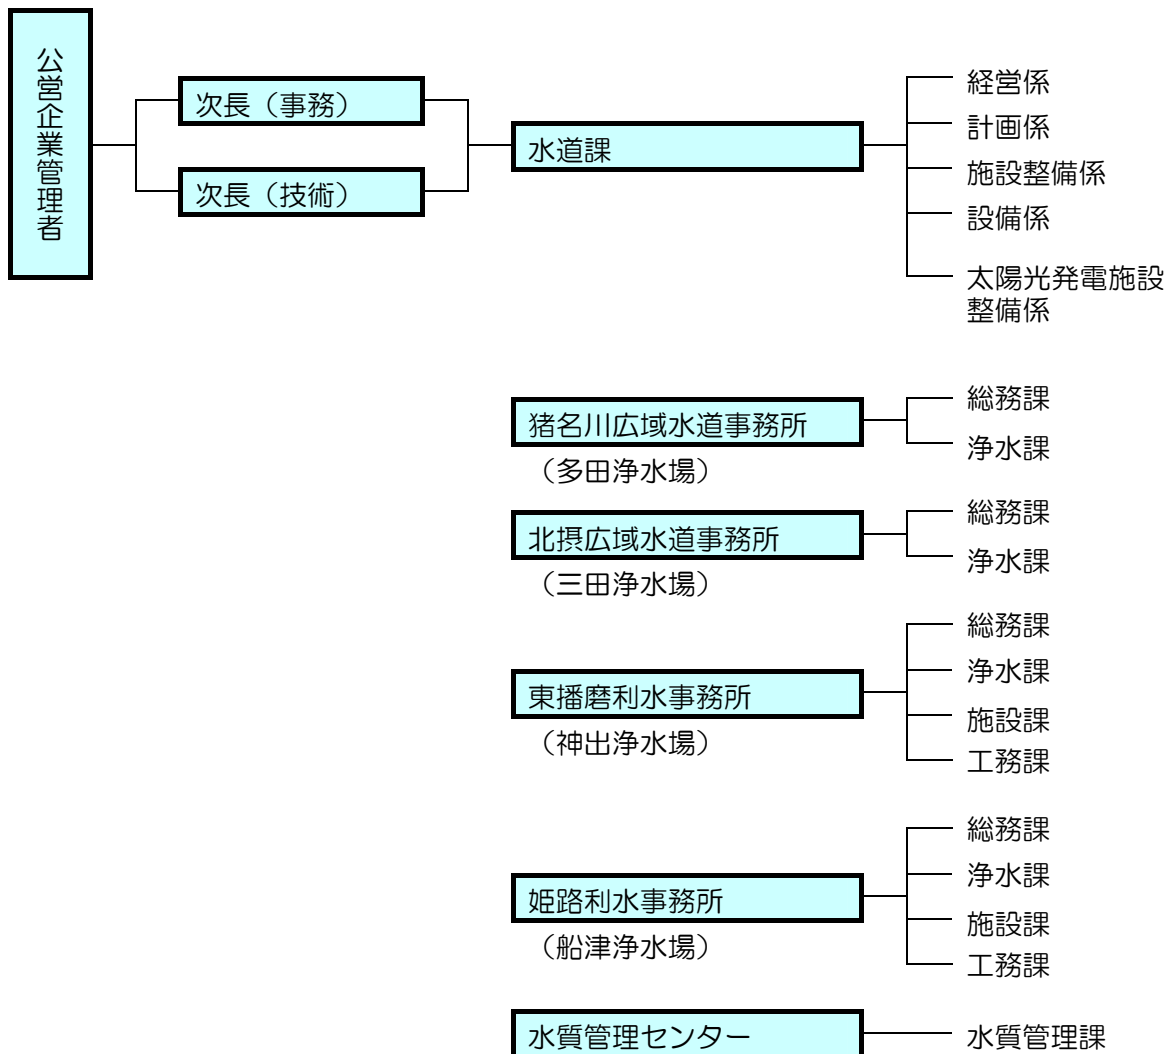 公営企業管理者
次長（事務）
次長（技術）
水道課
経営係
計画係
施設整備係
設備係
太陽光発電施設
整備係
猪名川広域水道事務所
（多田浄水場）
総務課
浄水課
北摂広域水道事務所
（三田浄水場）
総務課
浄水課
東播磨利水事務所
（神出浄水場）
総務課
浄水課
施設課
工務課
姫路利水事務所
（船津浄水場）
総務課
浄水課
施設課
工務課
水質管理センター
水質管理課